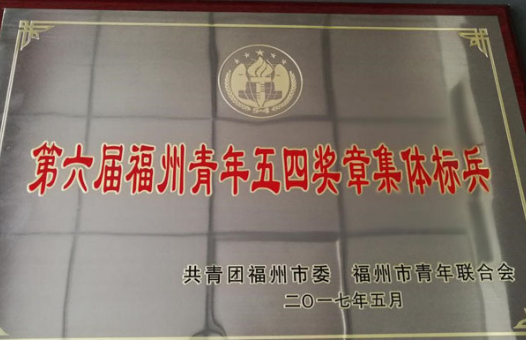 第六届福州青年五四奖章集体标兵
共青团福州市委 福州市青年联合会
二〇一七年五月